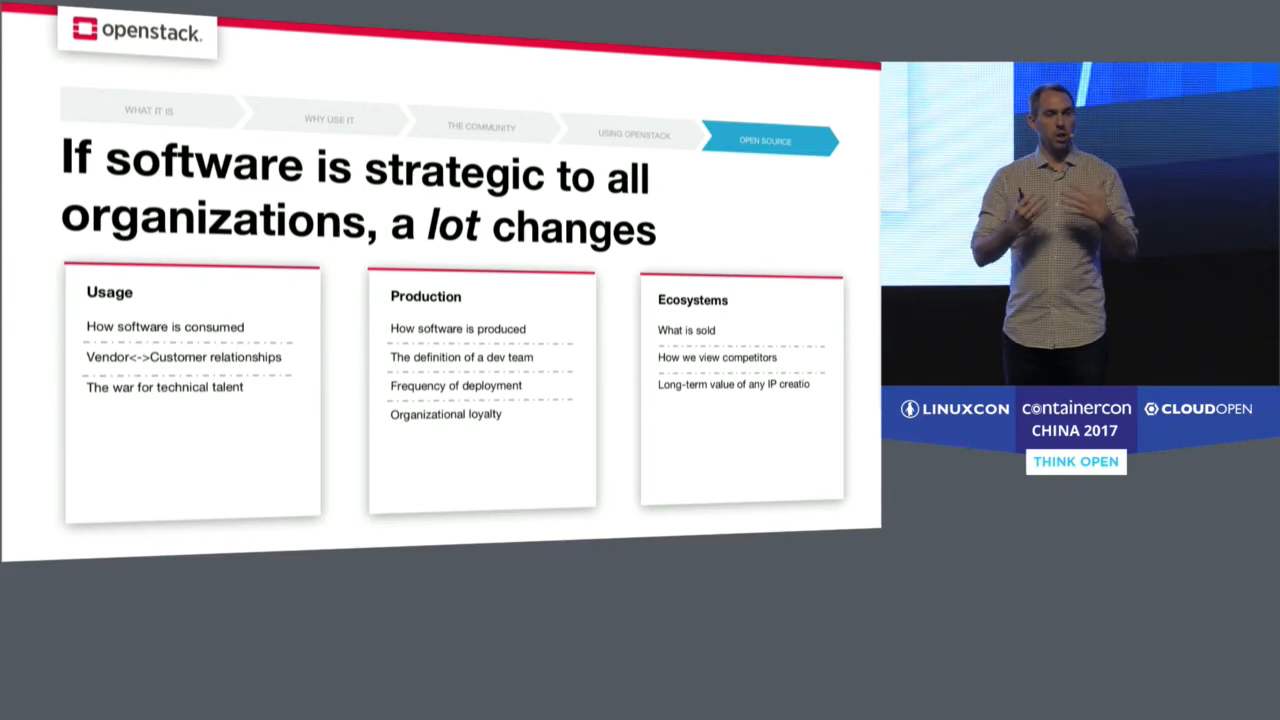 openstack.
WHAT IT IS
WHY USE IT
THE COMMUNITY
USING OPENSTACK
OPEN SOURCE
If software is strategic to all
organizations, a lot changes
Usage
How software is consumed
Vendor<->Customer relationships
The war for technical talent
Production
How software is produced
The definition of a dev team
Frequency of deployment
Organizational loyalty
Ecosystems
What is sold
How we view competitors
Long-term value of any IP creatio
LINUXCON
containercon
CLOUDOPEN
CHINA 2017
THINK OPEN